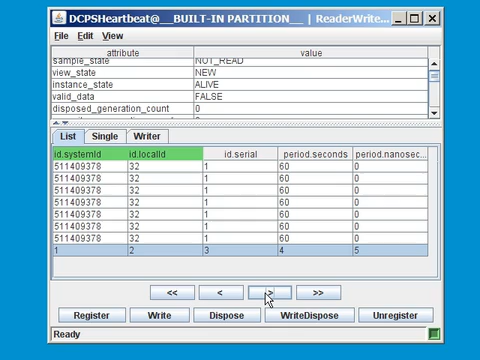 DCPSHeartbeat@__BUILT-IN PARTITION__ | ReaderWrite...
File Edit View
attribute value
sample_state NOT_READ
view_state NEW
instance_state ALIVE
valid_data FALSE
disposed_generation_count 0
List Single Writer
id.systemId id.localId id.serial period.seconds period.nanosec...
511409378 32 1 60 0
511409378 32 1 60 0
511409378 32 1 60 0
511409378 32 1 60 0
511409378 32 1 60 0
511409378 32 1 60 0
511409378 32 1 60 0
1 2 3 4 5
<< < > >>
Register Write Dispose WriteDispose Unregister
Ready